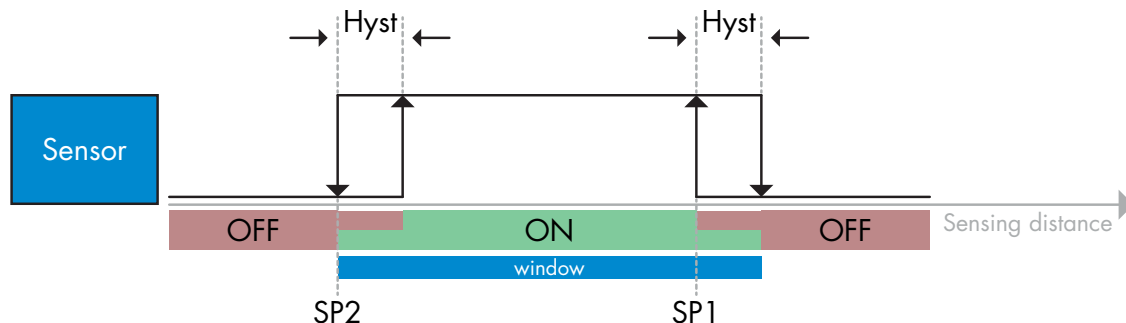 Hyst
Hyst
Sensor
OFF
ON
OFF
Sensing distance
window
SP2
SP1